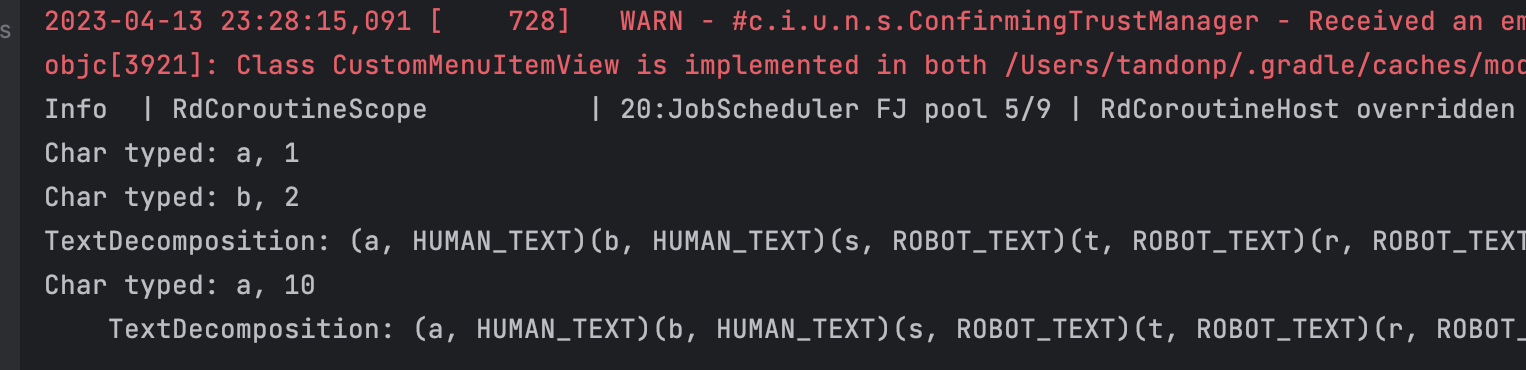 s
2023-04-13 23:28:15,091 [    728]   WARN - #c.i.u.n.s.ConfirmingTrustManager - Received an em
objc[3921]: Class CustomMenuItemView is implemented in both /Users/tandonp/.gradle/caches/mod
Info  | RdCoroutineScope          | 20:JobScheduler FJ pool 5/9 | RdCoroutineHost overridden
Char typed: a, 1
Char typed: b, 2
TextDecomposition: (a, HUMAN_TEXT)(b, HUMAN_TEXT)(s, ROBOT_TEXT)(t, ROBOT_TEXT)(r, ROBOT_TEXT
Char typed: a, 10
    TextDecomposition: (a, HUMAN_TEXT)(b, HUMAN_TEXT)(s, ROBOT_TEXT)(t, ROBOT_TEXT)(r, ROBOT_